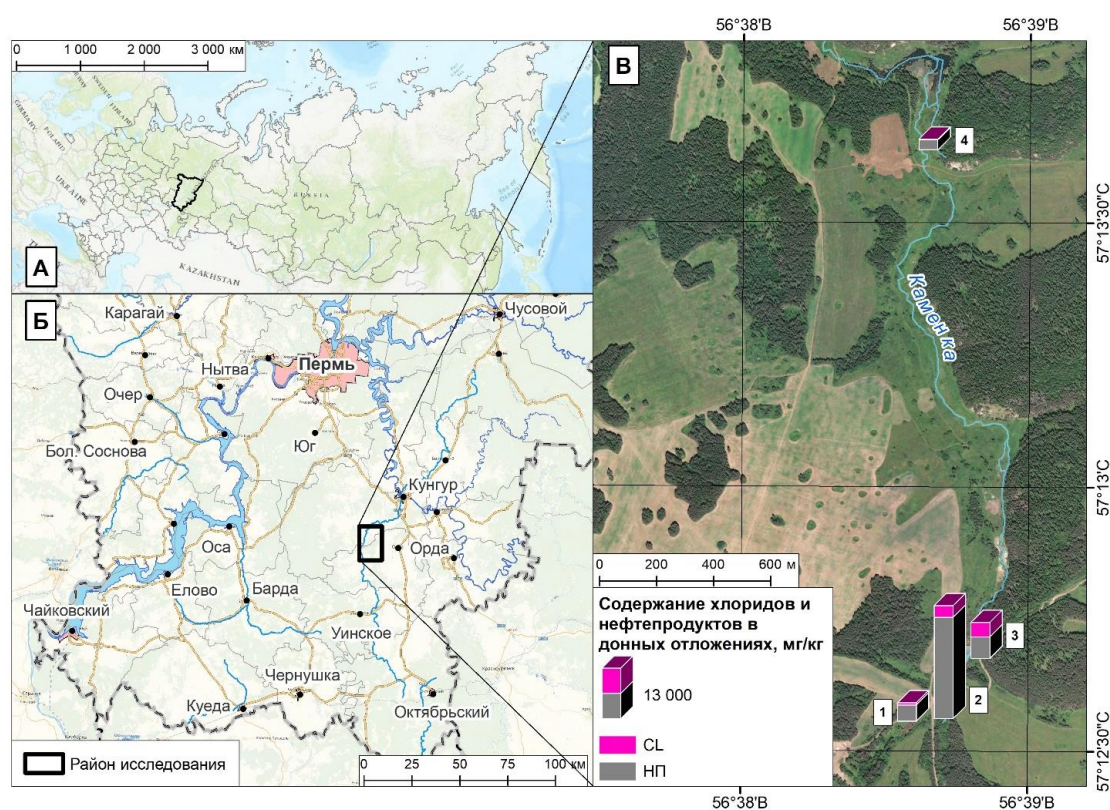 0 1 000 2 000 3 000 км
UKRAINE
RUSSIA
KAZAKHSTAN
А
Б
Карагай
Чусовой
Нытва
Пермь
Очер
Юг
Бол. Соснова
Кунгур
Оса
Орда
Елово
Барда
Чайковский
Уинское
Чернушка
Куеда
Октябрьский
Район исследования
0 25 50 75 100 км
56°38'В 56°39'В
В
4
57°13'30"С
Каменка
57°13'С
0 200 400 600 м
Содержание хлоридов и
нефтепродуктов в
донных отложениях, мг/кг
13 000
CL
НП
3
2
1
57°12'30"С
56°38'В 56°39'В